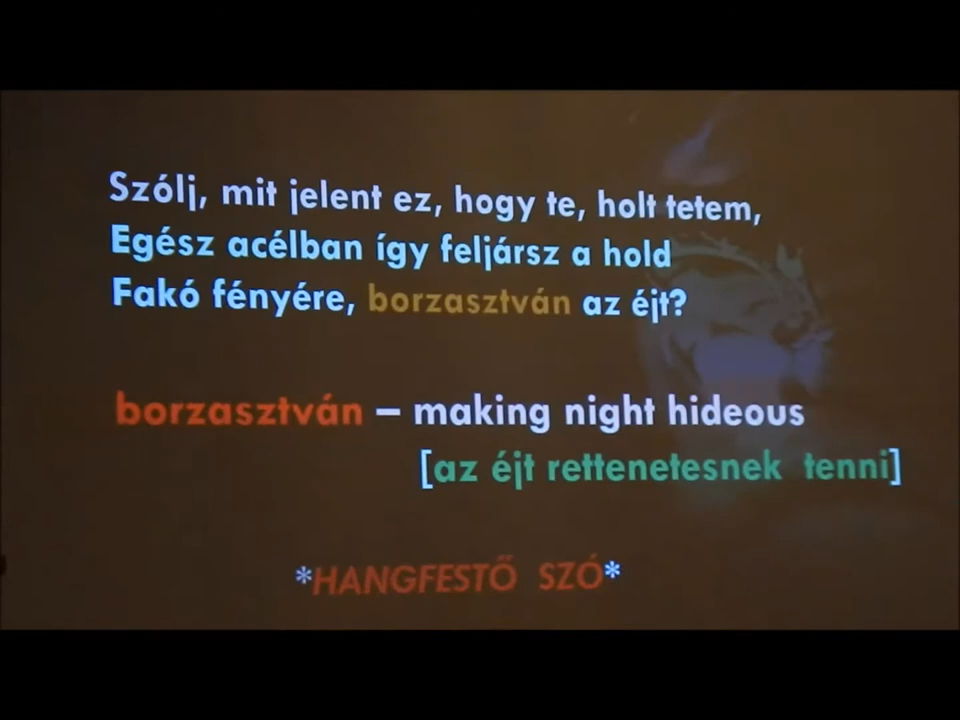 Szólj, mit jelent ez, hogy te, holt tetem,
Egész acélban így feljársz a hold
Fakó fényére, borzasztván az éjt?
borzasztván – making night hideous
[az éjt rettenetesnek tenni]
*HANGFESTŐ SZÓ*